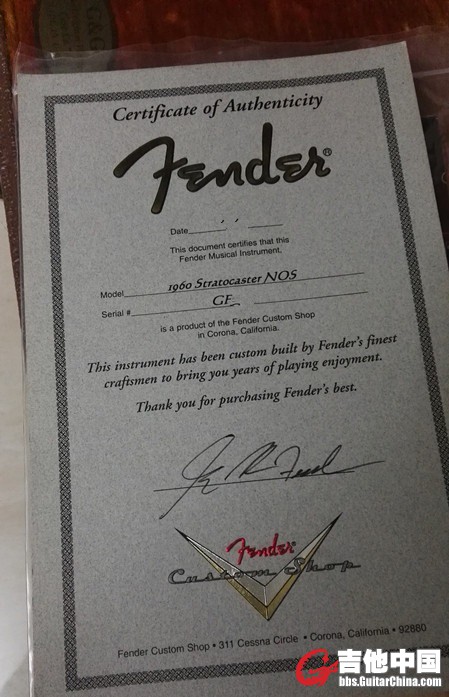 Certificate of Authenticity
Fender®
Date
This document certifies that this
Fender Musical Instrument,
Model 1960 Stratocaster NOS
Serial # GF
is a product of the Fender Custom Shop
in Corona, California.
This instrument has been custom built by Fender's finest
craftsmen to bring you years of playing enjoyment.
Thank you for purchasing Fender's best.
Fender
Custom Shop
Fender Custom Shop • 311 Cessna Circle • Corona, California • 92880
吉他中国
bbs.GuitarChina.com